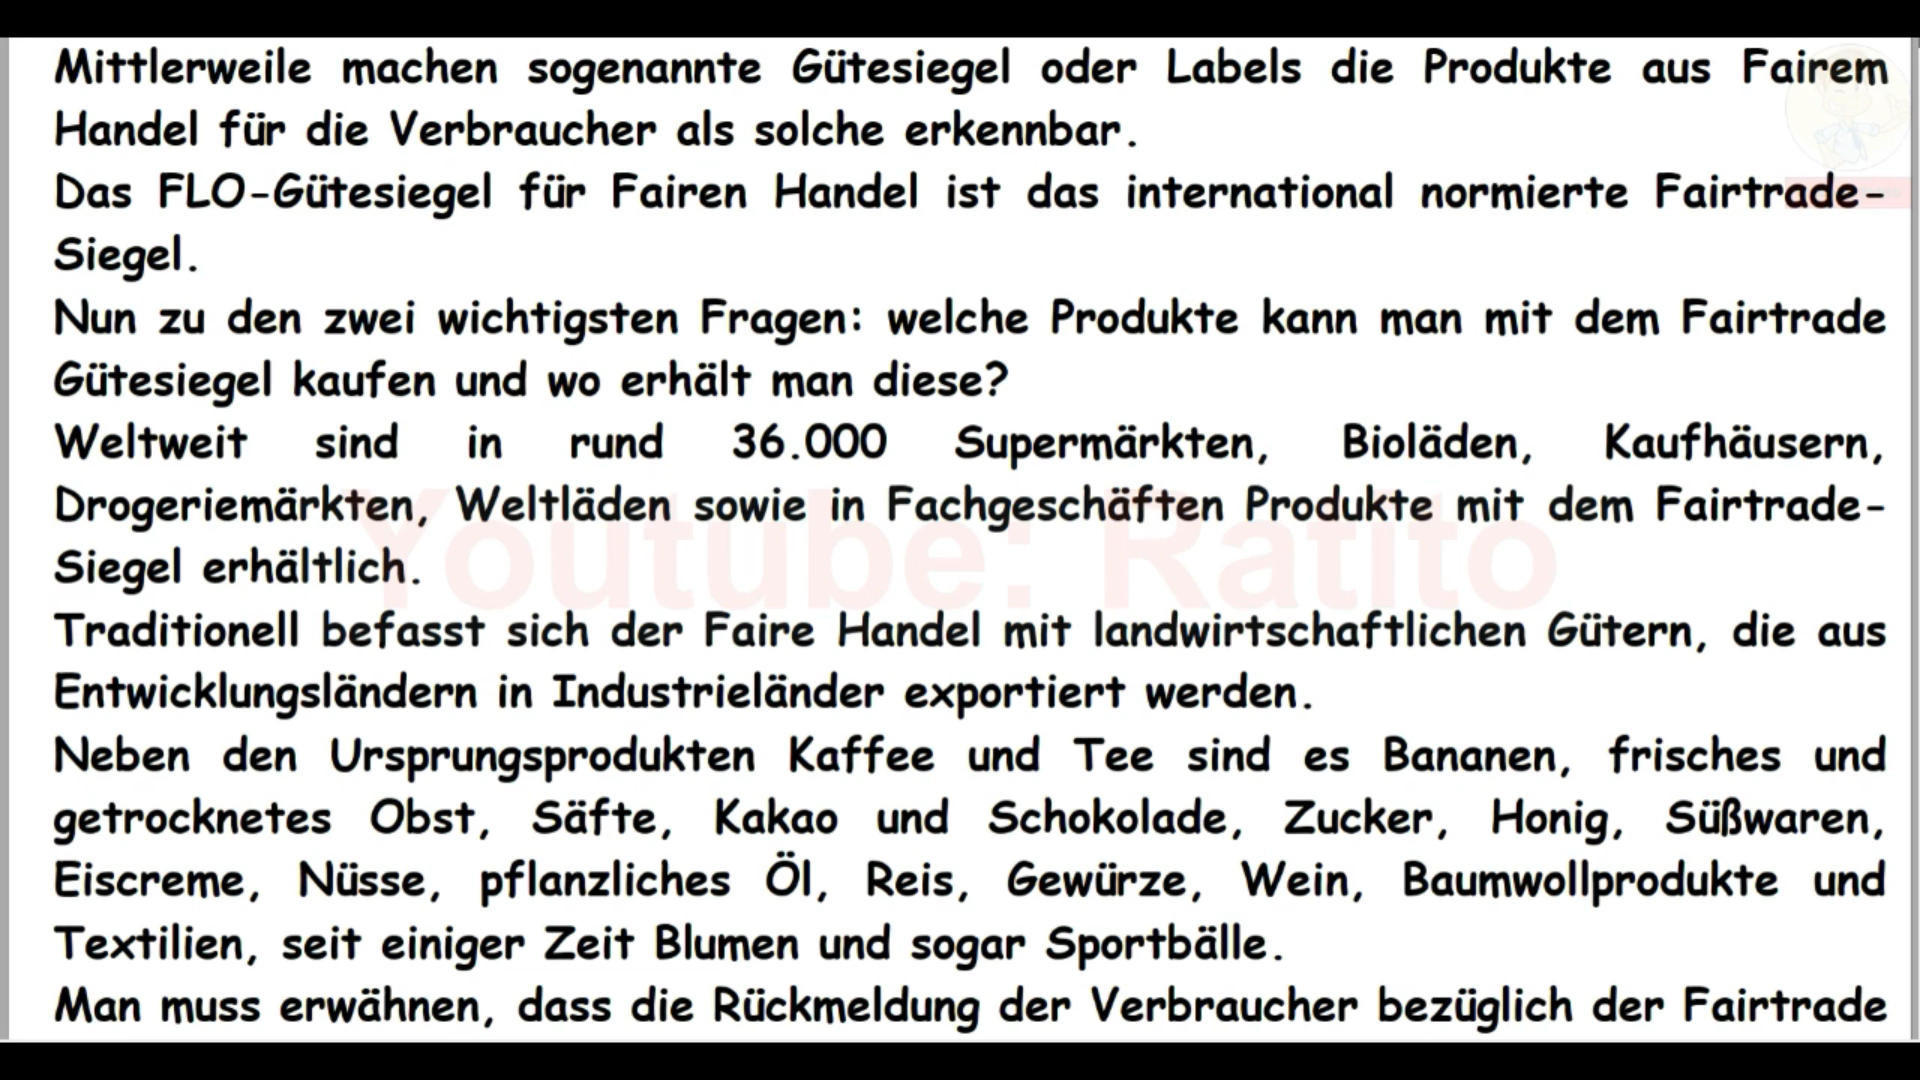 Mittlerweile machen sogenannte Gütesiegel oder Labels die Produkte aus Fairem
Handel für die Verbraucher als solche erkennbar.
Das FLO-Gütesiegel für Fairen Handel ist das international normierte Fairtrade-
Siegel.
Nun zu den zwei wichtigsten Fragen: welche Produkte kann man mit dem Fairtrade
Gütesiegel kaufen und wo erhält man diese?
Weltweit sind in rund 36.000 Supermärkten, Bioläden, Kaufhäusern,
Drogeriemärkten, Weltläden sowie in Fachgeschäften Produkte mit dem Fairtrade-
Siegel erhältlich.
Youtube: Ratito
Traditionell befasst sich der Faire Handel mit landwirtschaftlichen Gütern, die aus
Entwicklungsländern in Industrieländer exportiert werden.
Neben den Ursprungsprodukten Kaffee und Tee sind es Bananen, frisches und
getrocknetes Obst, Säfte, Kakao und Schokolade, Zucker, Honig, Süßwaren,
Eiscreme, Nüsse, pflanzliches Öl, Reis, Gewürze, Wein, Baumwollprodukte und
Textilien, seit einiger Zeit Blumen und sogar Sportbälle.
Man muss erwähnen, dass die Rückmeldung der Verbraucher bezüglich der Fairtrade